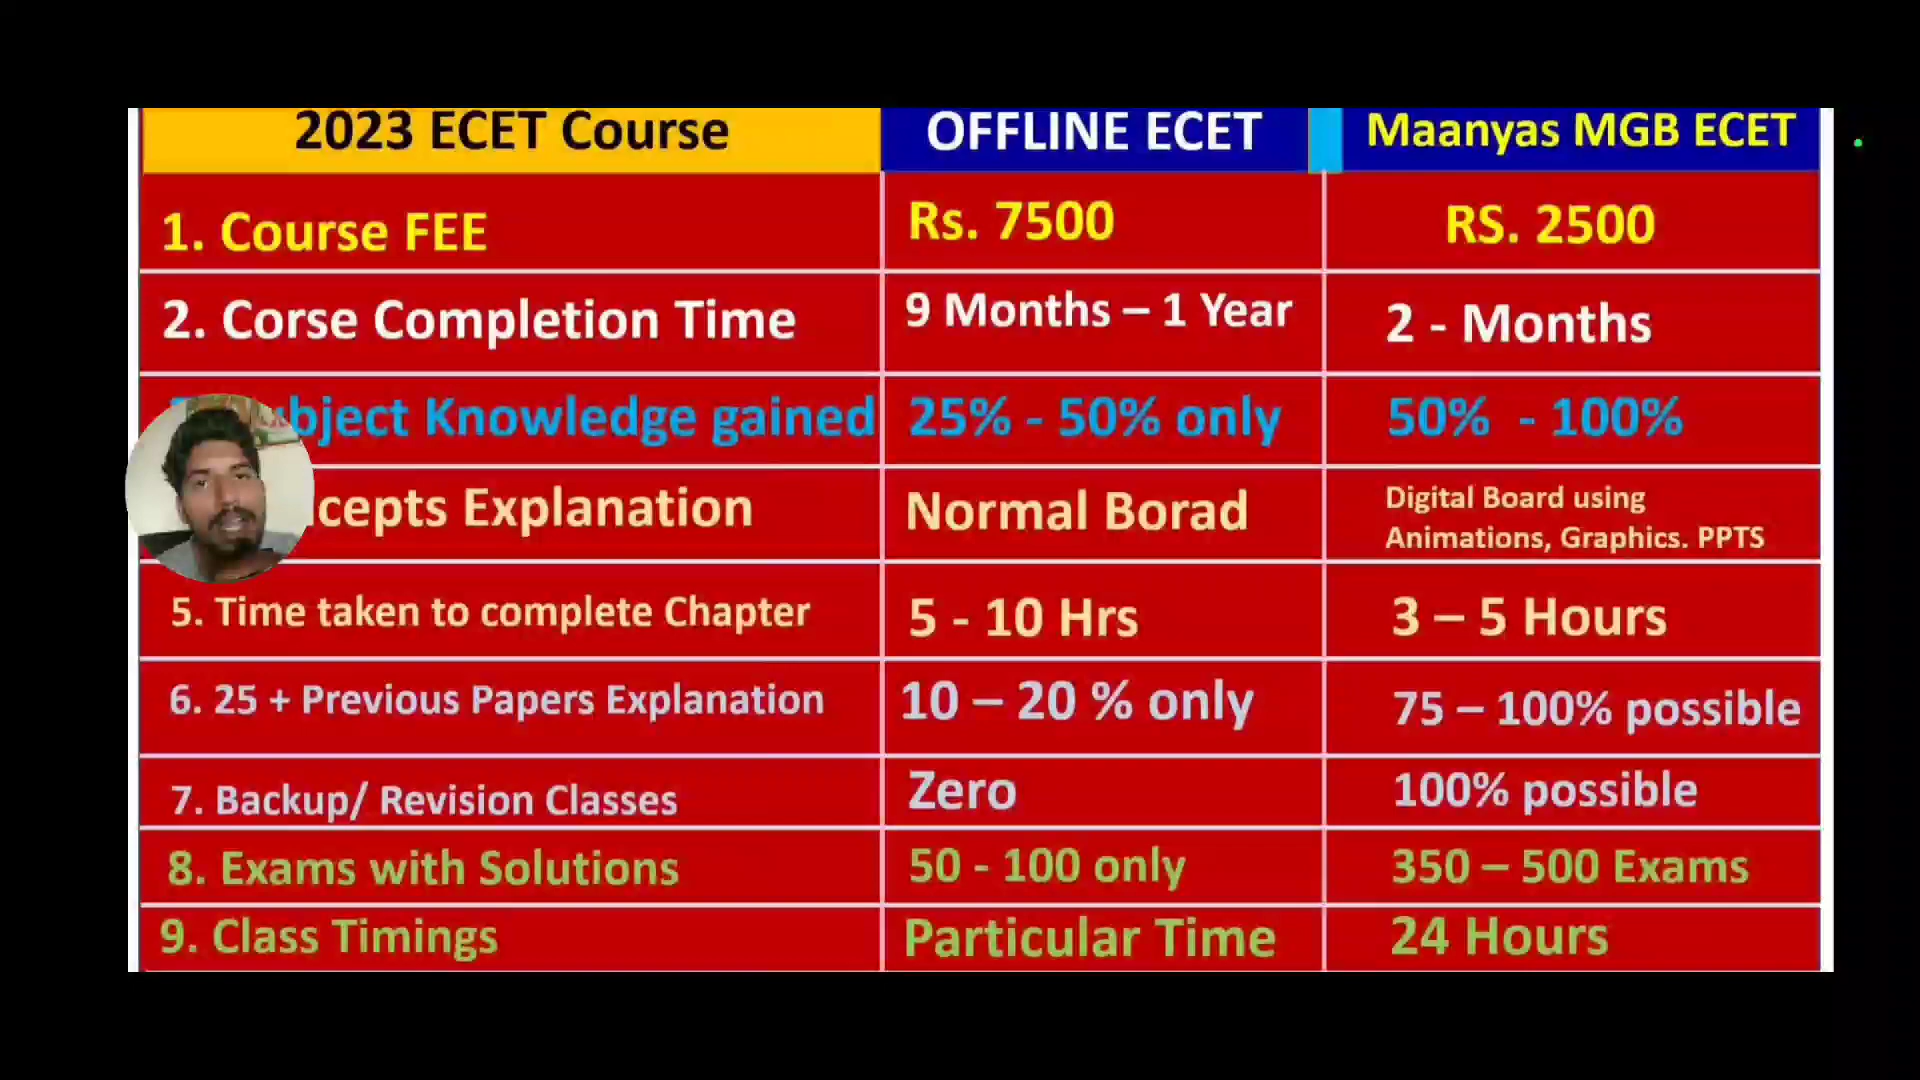 2023 ECET Course OFFLINE ECET Maanyas MGB ECET
1. Course FEE Rs. 7500 RS. 2500
2. Corse Completion Time 9 Months – 1 Year 2 - Months
Knowledge gained 25% - 50% only 50% - 100%
Explanation Normal Borad Digital Board using
Animations, Graphics. PPTS
5. Time taken to complete Chapter 5 - 10 Hrs 3 – 5 Hours
6. 25 + Previous Papers Explanation 10 – 20 % only 75 – 100% possible
7. Backup/ Revision Classes Zero 100% possible
8. Exams with Solutions 50 - 100 only 350 – 500 Exams
9. Class Timings Particular Time 24 Hours